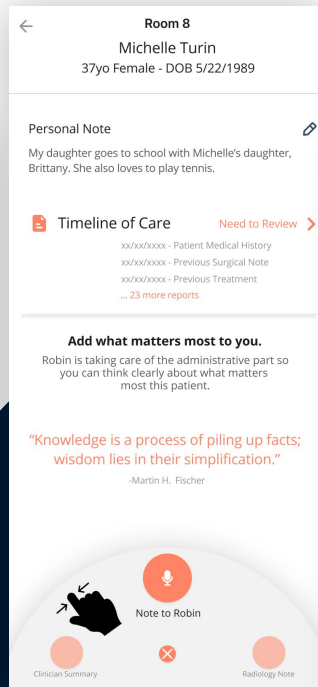 Room 8
Michelle Turin
37yo Female - DOB 5/22/1989
Personal Note
My daughter goes to school with Michelle's daughter,
Brittany. She also loves to play tennis.
Timeline of Care
Need to Review
xx/xx/xxxx - Patient Medical History
xx/xx/xxxx - Previous Surgical Note
xx/xx/xxxx - Previous Treatment
... 23 more reports
Add what matters most to you.
Robin is taking care of the administrative part so
you can think clearly about what matters
most this patient.
“Knowledge is a process of piling up facts;
wisdom lies in their simplification.”
-Martin H. Fischer
Note to Robin
Clinician Summary
Radiology Note